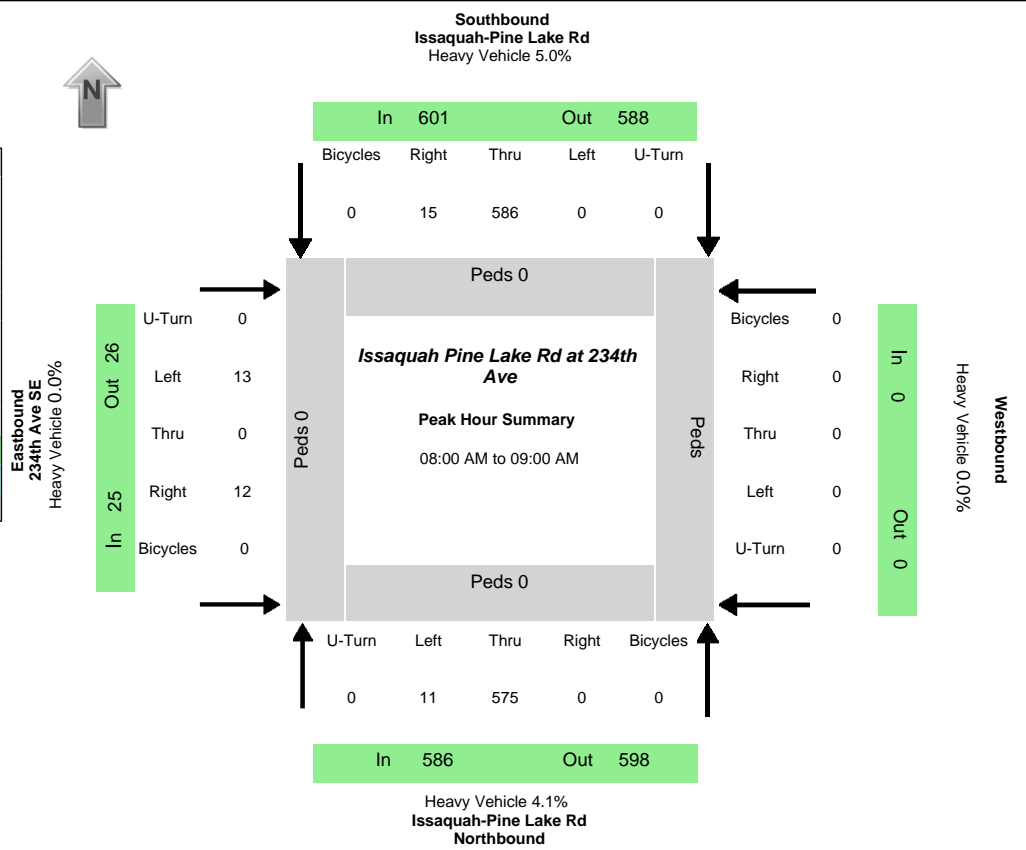 Southbound
Issaquah-Pine Lake Rd
Heavy Vehicle 5.0%
N
In 601 Out 588
Bicycles Right Thru Left U-Turn
0 15 586 0 0
Peds 0
Eastbound
234th Ave SE
Heavy Vehicle 0.0%
In 25 Out 26
U-Turn 0
Left 13
Thru 0
Right 12
Bicycles 0
Peds 0
Issaquah Pine Lake Rd at 234th
Ave
Peak Hour Summary
08:00 AM to 09:00 AM
Peds
Bicycles 0
Right 0
Thru 0
Left 0
U-Turn 0
In 0 Out 0
Heavy Vehicle 0.0%
Westbound
Peds 0
U-Turn Left Thru Right Bicycles
0 11 575 0 0
In 586 Out 598
Heavy Vehicle 4.1%
Issaquah-Pine Lake Rd
Northbound